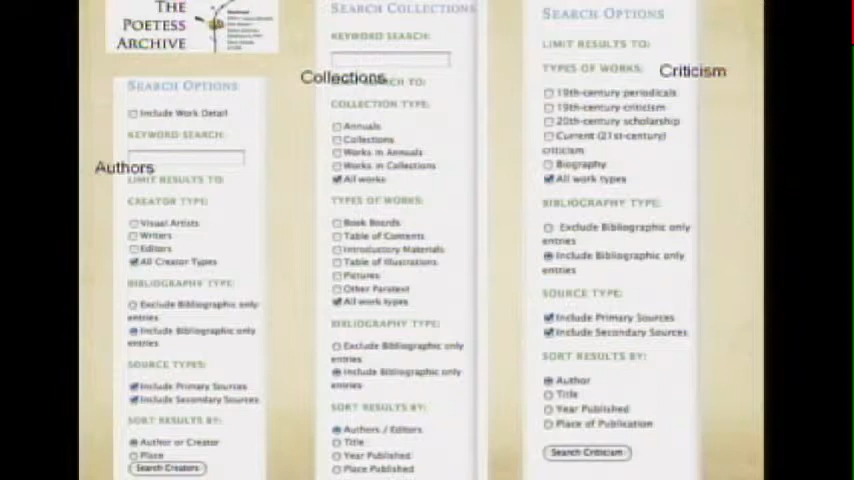 THE
POETESS
ARCHIVE
Authors
SEARCH OPTIONS
Include Work Detail
KEYWORD SEARCH:
LIMIT RESULTS TO:
CREATOR TYPE:
Visual Artists
Writers
Editors
All Creator Types
BIBLIOGRAPHY TYPE:
Exclude Bibliographic only
entries
Include Bibliographic only
entries
SOURCE TYPES:
Include Primary Sources
Include Secondary Sources
SORT RESULTS BY:
Author or Creator
Place
Search Creators
SEARCH COLLECTIONS
KEYWORD SEARCH:
Collections
SEARCH TO:
COLLECTION TYPE:
Annuals
Collections
Works in Annuals
Works in Collections
All works
TYPES OF WORKS:
Book Boards
Table of Contents
Introductory Materials
Table of Illustrations
Pictures
Other Paratext
All work types
BIBLIOGRAPHY TYPE:
Exclude Bibliographic only
entries
Include Bibliographic only
entries
SORT RESULTS BY:
Authors / Editors
Title
Year Published
Place Published
SEARCH OPTIONS
LIMIT RESULTS TO:
TYPES OF WORKS:
Criticism
19th-century periodicals
19th-century criticism
20th-century scholarship
Current (21st-century)
criticism
Biography
All work types
BIBLIOGRAPHY TYPE:
Exclude Bibliographic only
entries
Include Bibliographic only
entries
SOURCE TYPE:
Include Primary Sources
Include Secondary Sources
SORT RESULTS BY:
Author
Title
Year Published
Place of Publication
Search Criticism